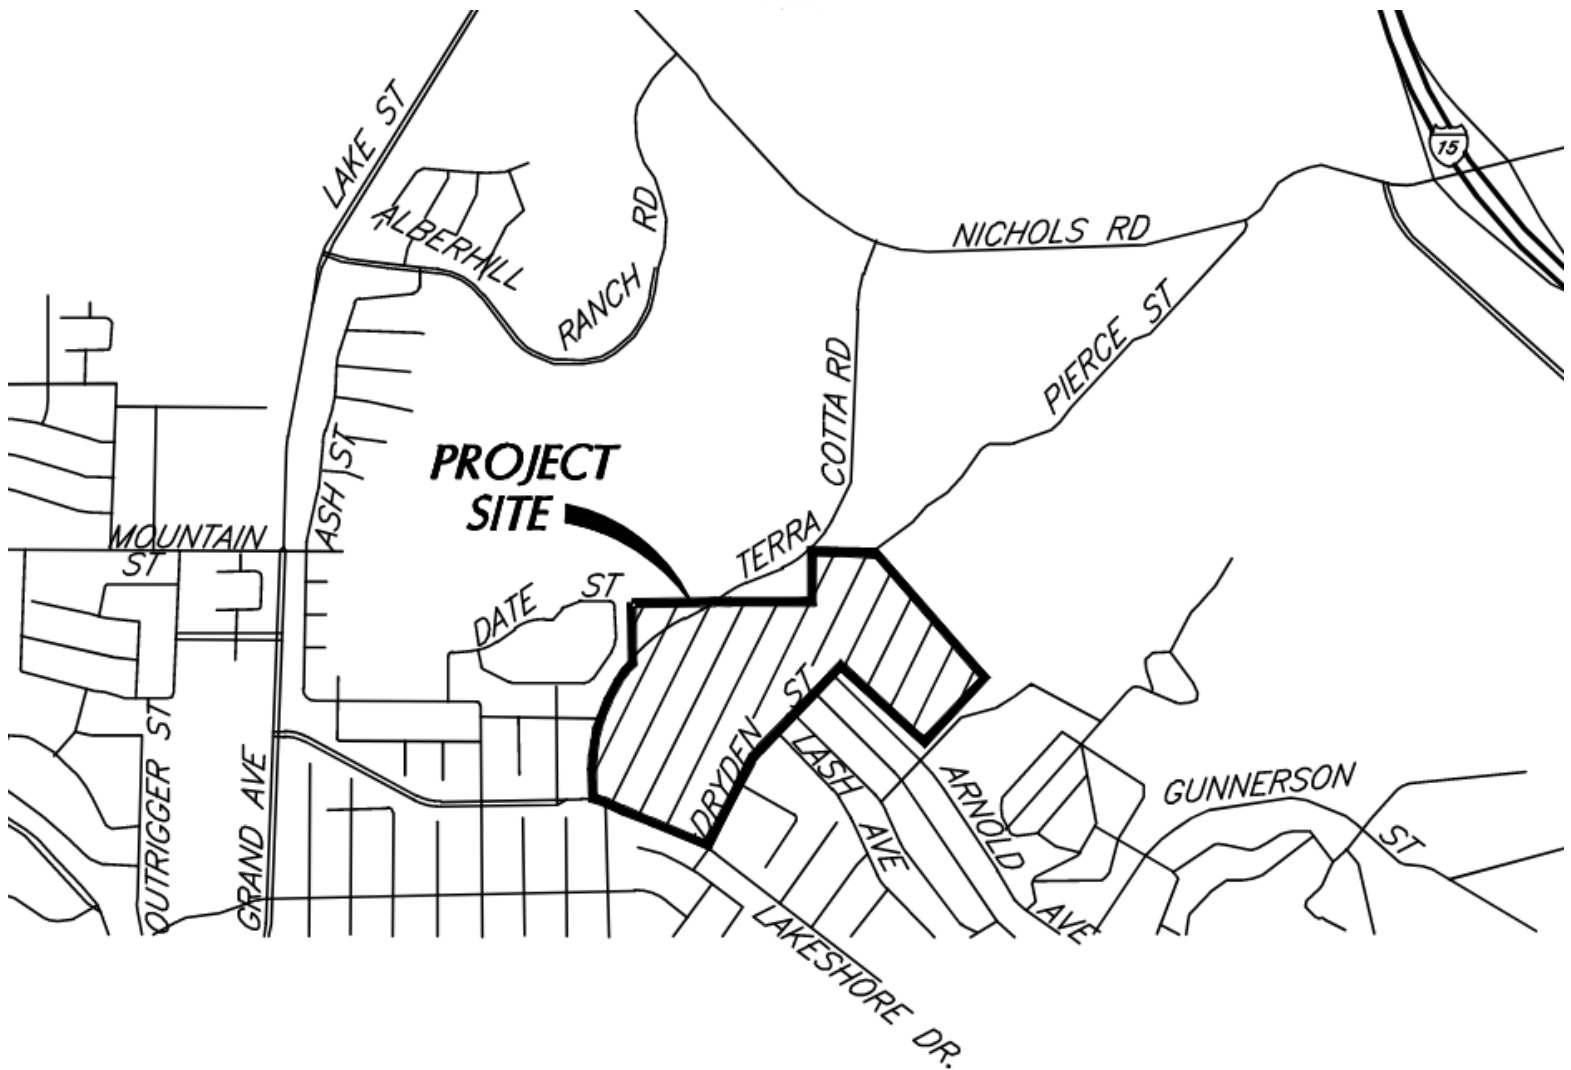 LAKE ST
15
ALBERHILL
RANCH
RD
NICHOLS RD
PIERCE ST
COTTA RD
TERRA
PROJECT
SITE
ASH ST
MOUNTAIN
ST
DATE ST
OUTRIGGER ST
GRAND AVE
DRYDEN ST
LASH AVE
ARNOLD AVE
GUNNERSON ST
LAKESHORE DR.